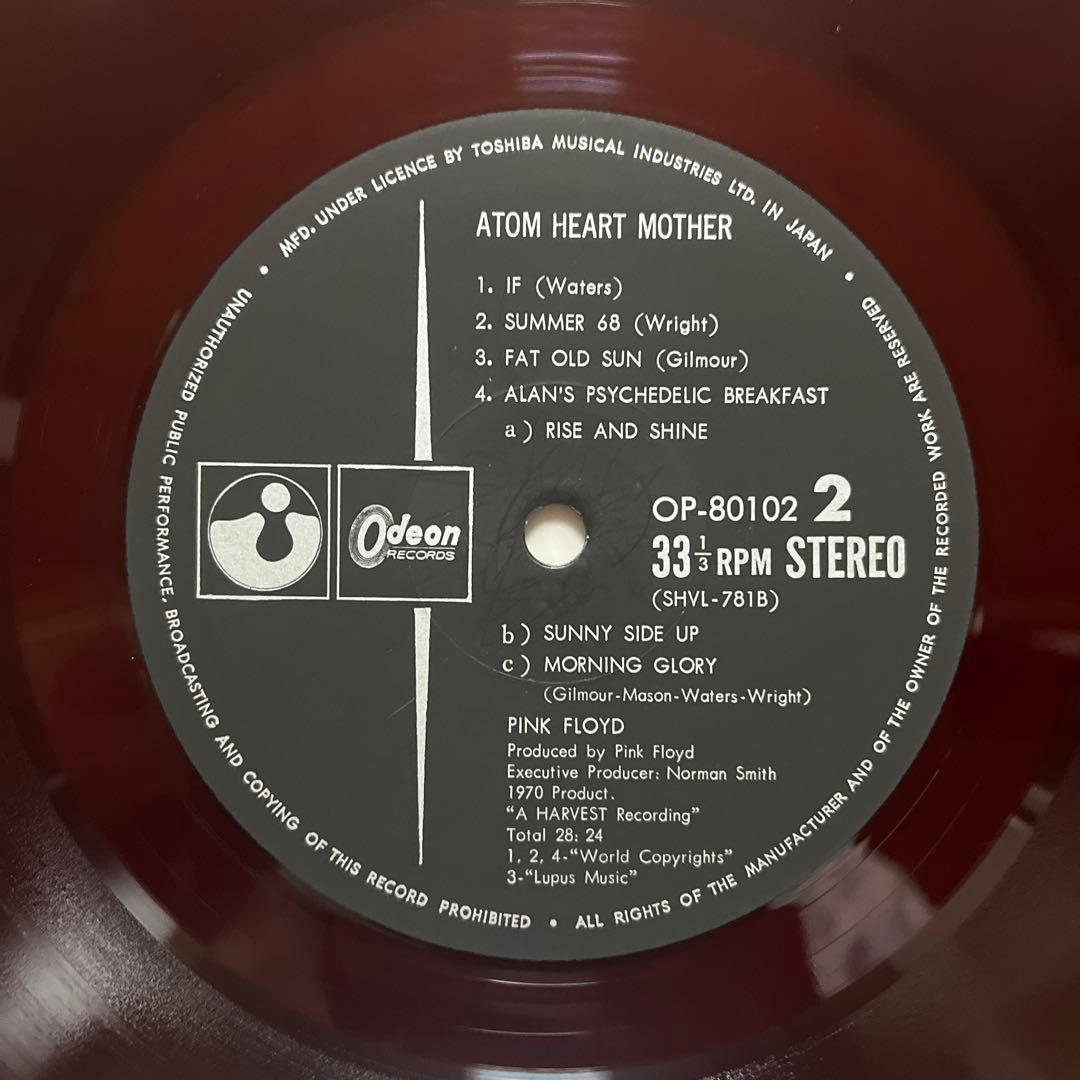 MFD. UNDER LICENCE BY TOSHIBA MUSICAL INDUSTRIES LTD. IN JAPAN •
ATOM HEART MOTHER
1. IF (Waters)
2. SUMMER 68 (Wright)
3. FAT OLD SUN (Gilmour)
4. ALAN'S PSYCHEDELIC BREAKFAST
a) RISE AND SHINE
Odeon
RECORDS
OP-80102 2
33 1/3 RPM STEREO
(SHVL-781B)
b) SUNNY SIDE UP
c) MORNING GLORY
(Gilmour-Mason-Waters-Wright)
PINK FLOYD
Produced by Pink Floyd
Executive Producer: Norman Smith
1970 Product.
"A HARVEST Recording"
Total 28: 24
1, 2, 4-"World Copyrights"
3-"Lupus Music"
ALL RIGHTS OF THE MANUFACTURER AND OF THE OWNER OF THE RECORDED WORK ARE RESERVED •
UNAUTHORIZED PUBLIC PERFORMANCE, BROADCASTING AND COPYING OF THIS RECORD PROHIBITED •